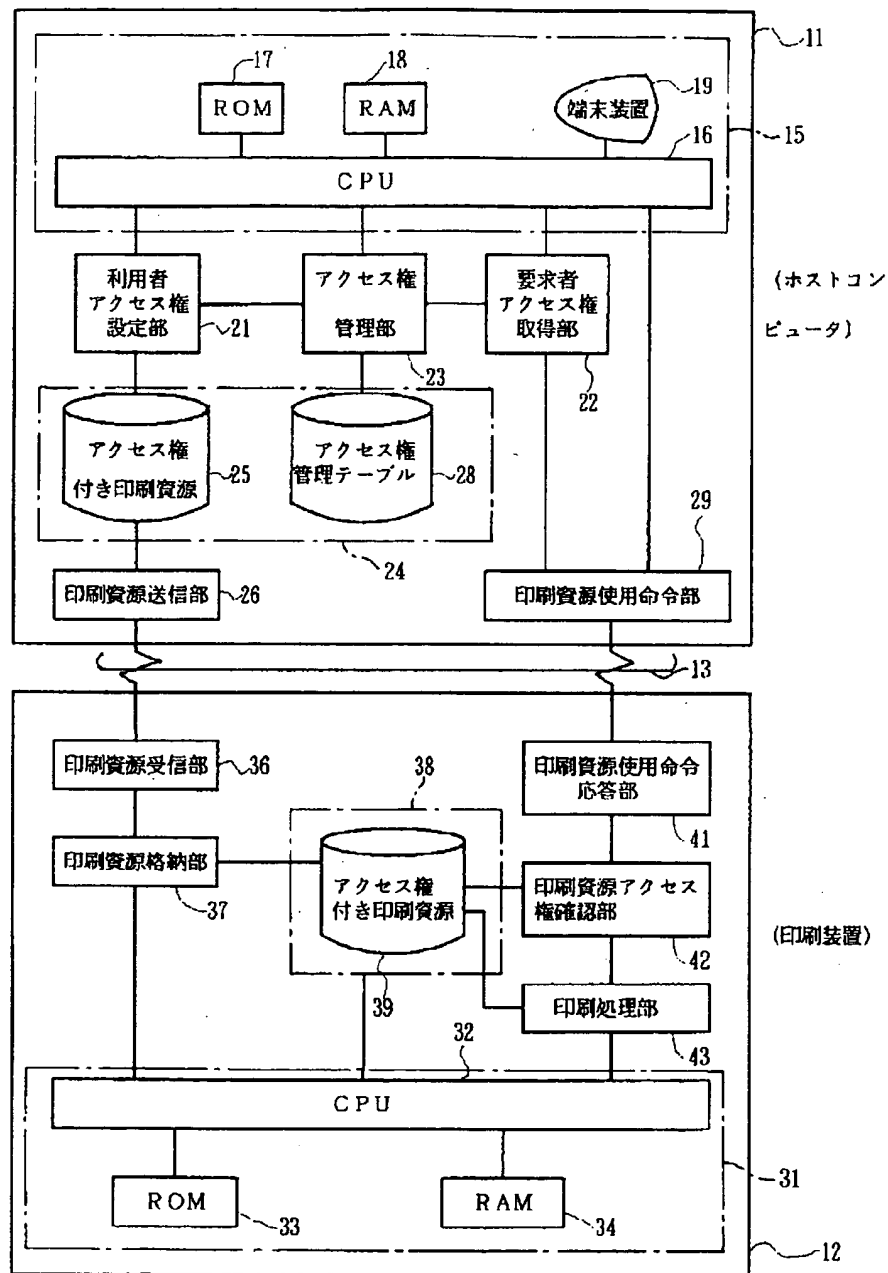 11
17
18
19
ROM
RAM
端末装置
15
16
CPU
利用者
アクセス権
設定部
21
アクセス権
管理部
23
要求者
アクセス権
取得部
22
(ホストコン
ピュータ)
アクセス権
付き印刷資源
25
アクセス権
管理テーブル
28
24
29
印刷資源送信部
26
印刷資源使用命令部
13
印刷資源受信部
36
38
印刷資源使用命令
応答部
41
印刷資源格納部
37
アクセス権
付き印刷資源
39
印刷資源アクセス
権確認部
42
(印刷装置)
印刷処理部
43
32
CPU
31
ROM
33
RAM
34
12